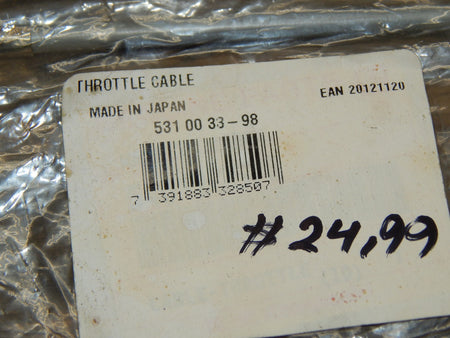 THROTTLE CABLE
EAN 20121120
MADE IN JAPAN
531 00 33-98
7 391883 328507
#24,99